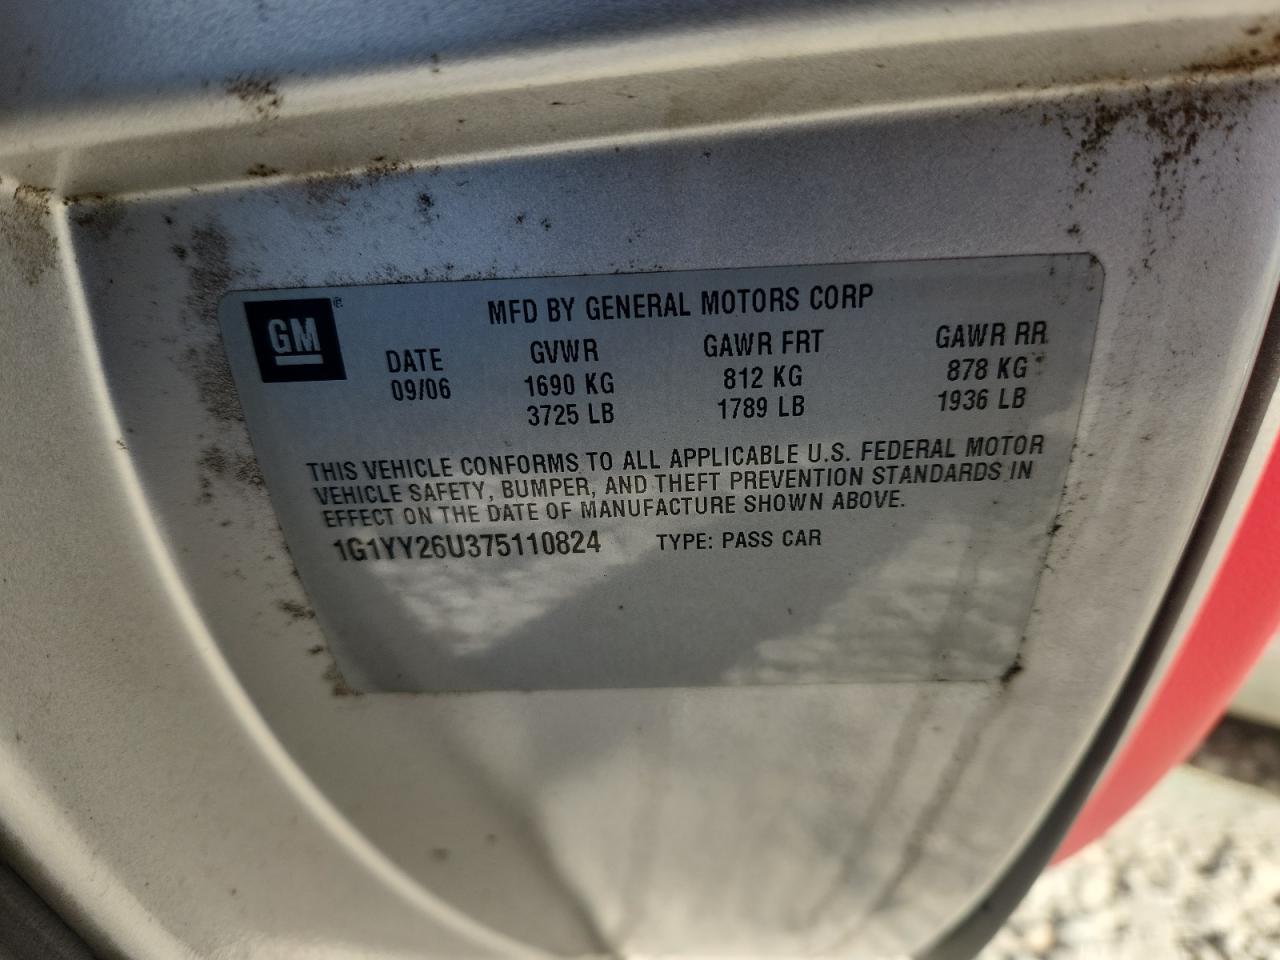 GM®
MFD BY GENERAL MOTORS CORP
DATE GVWR GAWR FRT GAWR RR
09/06 1690 KG 812 KG 878 KG
3725 LB 1789 LB 1936 LB
THIS VEHICLE CONFORMS TO ALL APPLICABLE U.S. FEDERAL MOTOR
VEHICLE SAFETY, BUMPER, AND THEFT PREVENTION STANDARDS IN
EFFECT ON THE DATE OF MANUFACTURE SHOWN ABOVE.
1G1YY26U375110824 TYPE: PASS CAR